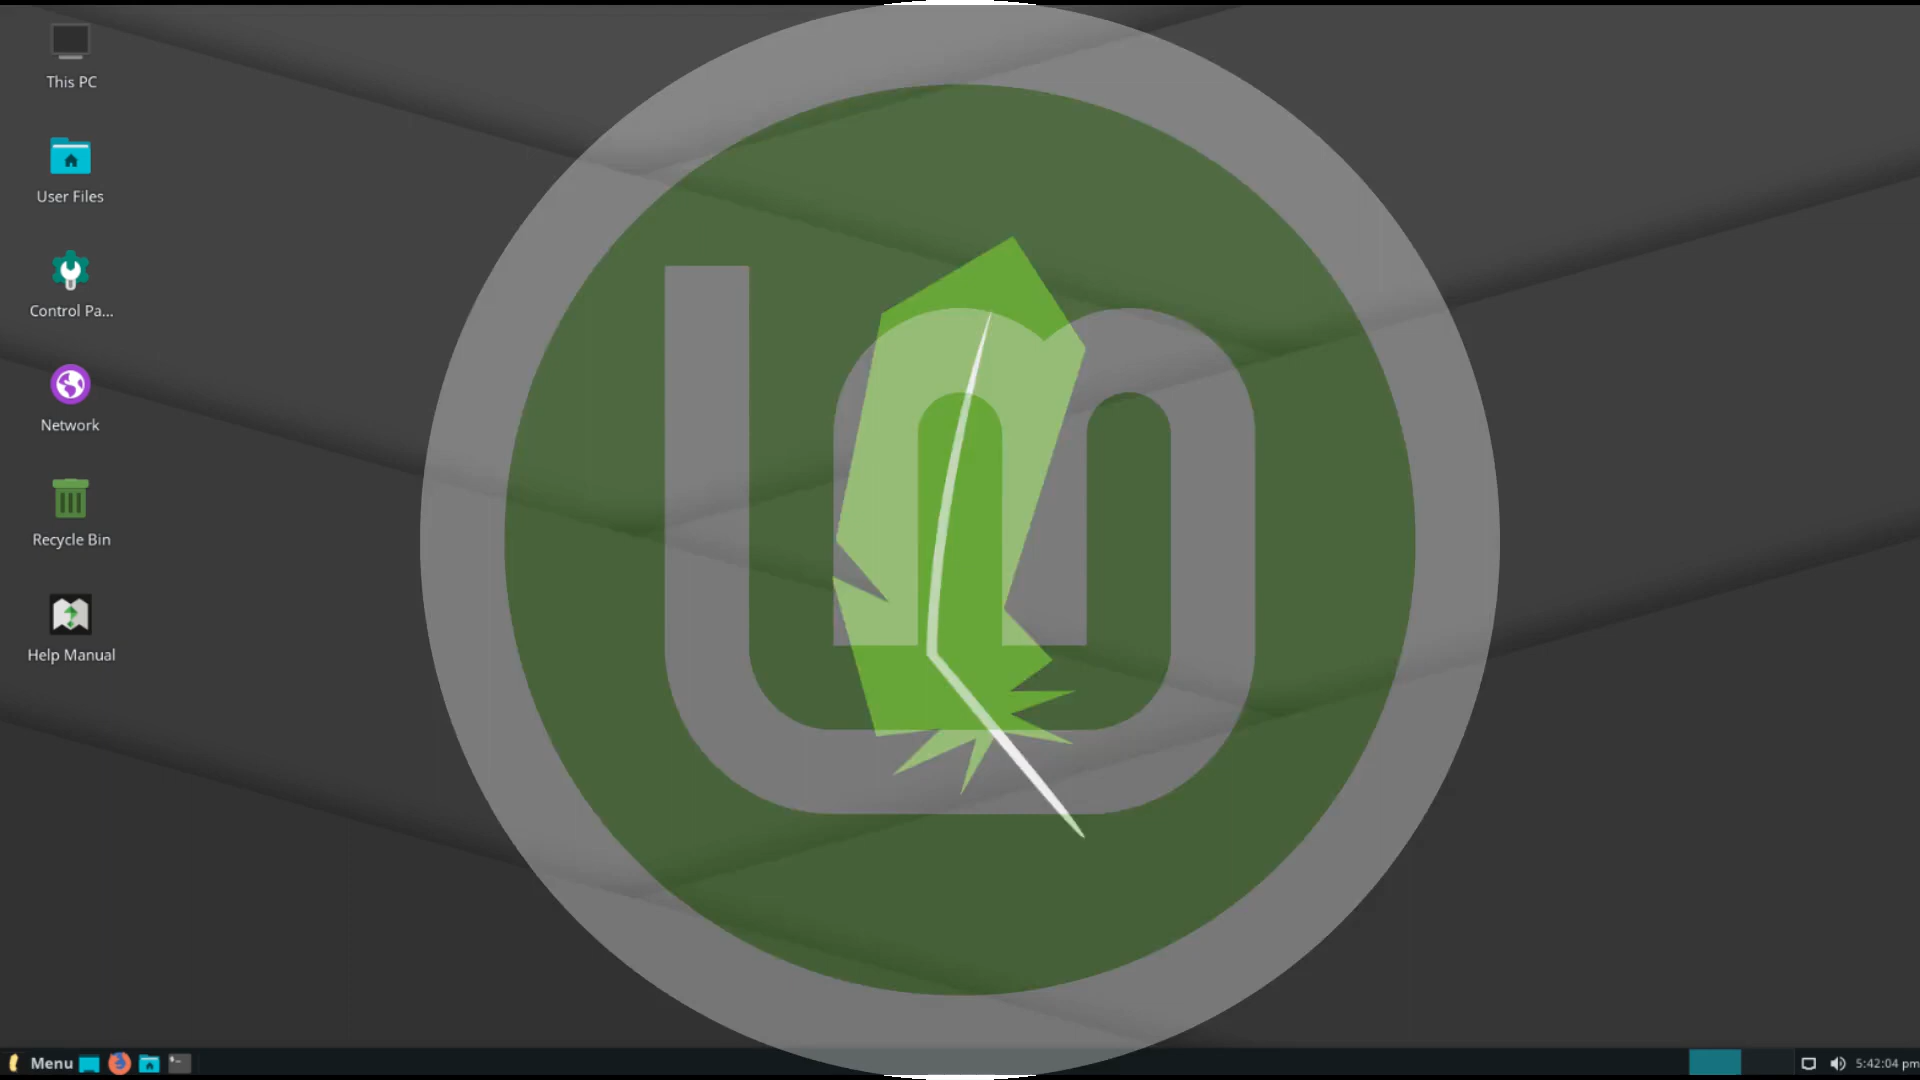 This PC
User Files
Control Pa...
Network
Recycle Bin
Help Manual
Menu
5:42:04 pm